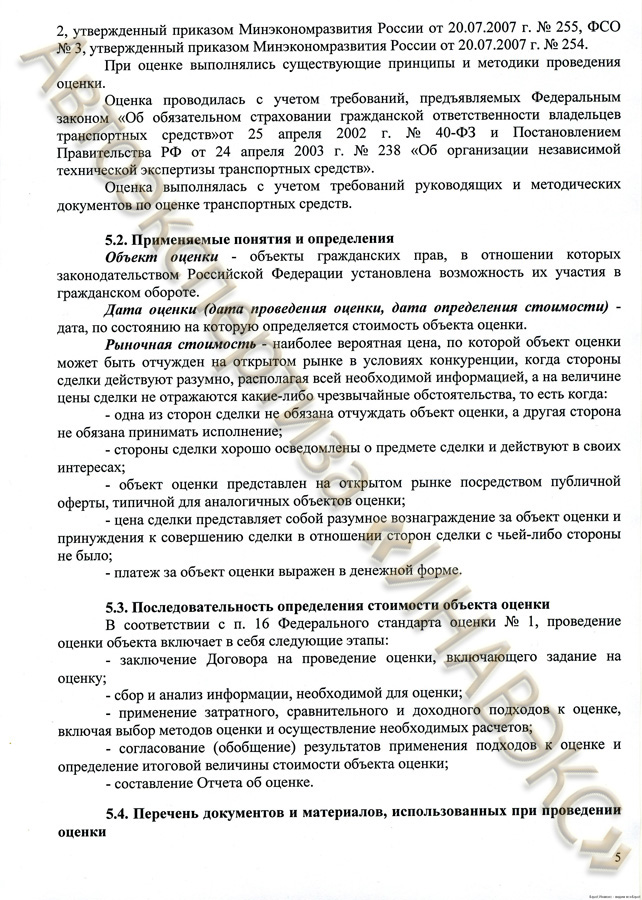 2, утвержденный приказом Минэкономразвития России от 20.07.2007 г. № 255, ФСО
№ 3, утвержденный приказом Минэкономразвития России от 20.07.2007 г. № 254.
При оценке выполнялись существующие принципы и методики проведения
оценки.
Оценка проводилась с учетом требований, предъявляемых Федеральным
законом «Об обязательном страховании гражданской ответственности владельцев
транспортных средств»от 25 апреля 2002 г. № 40-ФЗ и Постановлением
Правительства РФ от 24 апреля 2003 г. № 238 «Об организации независимой
технической экспертизы транспортных средств».
Оценка выполнялась с учетом требований руководящих и методических
документов по оценке транспортных средств.
5.2. Применяемые понятия и определения
Объект оценки - объекты гражданских прав, в отношении которых
законодательством Российской Федерации установлена возможность их участия в
гражданском обороте.
Дата оценки (дата проведения оценки, дата определения стоимости) -
дата, по состоянию на которую определяется стоимость объекта оценки.
Рыночная стоимость - наиболее вероятная цена, по которой объект оценки
может быть отчужден на открытом рынке в условиях конкуренции, когда стороны
сделки действуют разумно, располагая всей необходимой информацией, а на величине
цены сделки не отражаются какие-либо чрезвычайные обстоятельства, то есть когда:
- одна из сторон сделки не обязана отчуждать объект оценки, а другая сторона
не обязана принимать исполнение;
- стороны сделки хорошо осведомлены о предмете сделки и действуют в своих
интересах;
- объект оценки представлен на открытом рынке посредством публичной
оферты, типичной для аналогичных объектов оценки;
- цена сделки представляет собой разумное вознаграждение за объект оценки и
принуждения к совершению сделки в отношении сторон сделки с чьей-либо стороны
не было;
- платеж за объект оценки выражен в денежной форме.
5.3. Последовательность определения стоимости объекта оценки
В соответствии с п. 16 Федерального стандарта оценки № 1, проведение
оценки объекта включает в себя следующие этапы:
- заключение Договора на проведение оценки, включающего задание на
оценку;
- сбор и анализ информации, необходимой для оценки;
- применение затратного, сравнительного и доходного подходов к оценке,
включая выбор методов оценки и осуществление необходимых расчетов;
- согласование (обобщение) результатов применения подходов к оценке и
определение итоговой величины стоимости объекта оценки;
- составление Отчета об оценке.
5.4. Перечень документов и материалов, использованных при проведении
оценки
5
Автоэкспертиза «ИНАВЭКС»